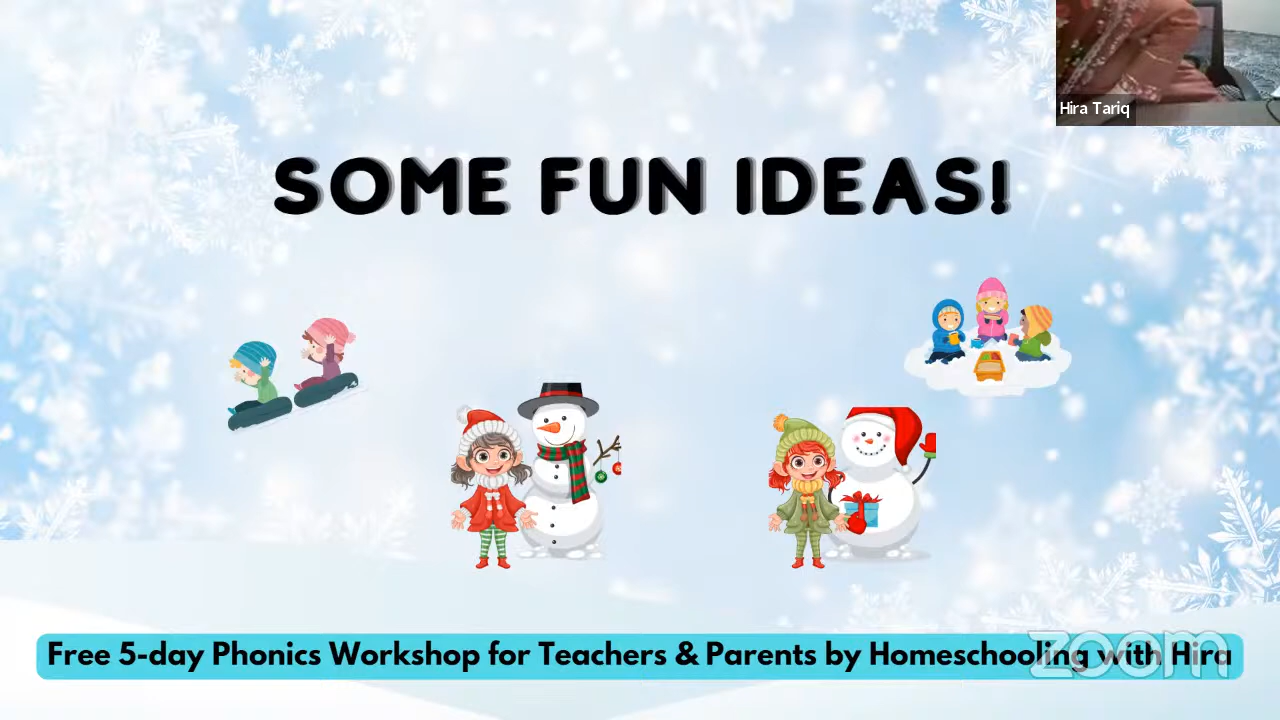 Hira Tariq
SOME FUN IDEAS!
Free 5-day Phonics Workshop for Teachers & Parents by Homeschooling with Hira
zoom